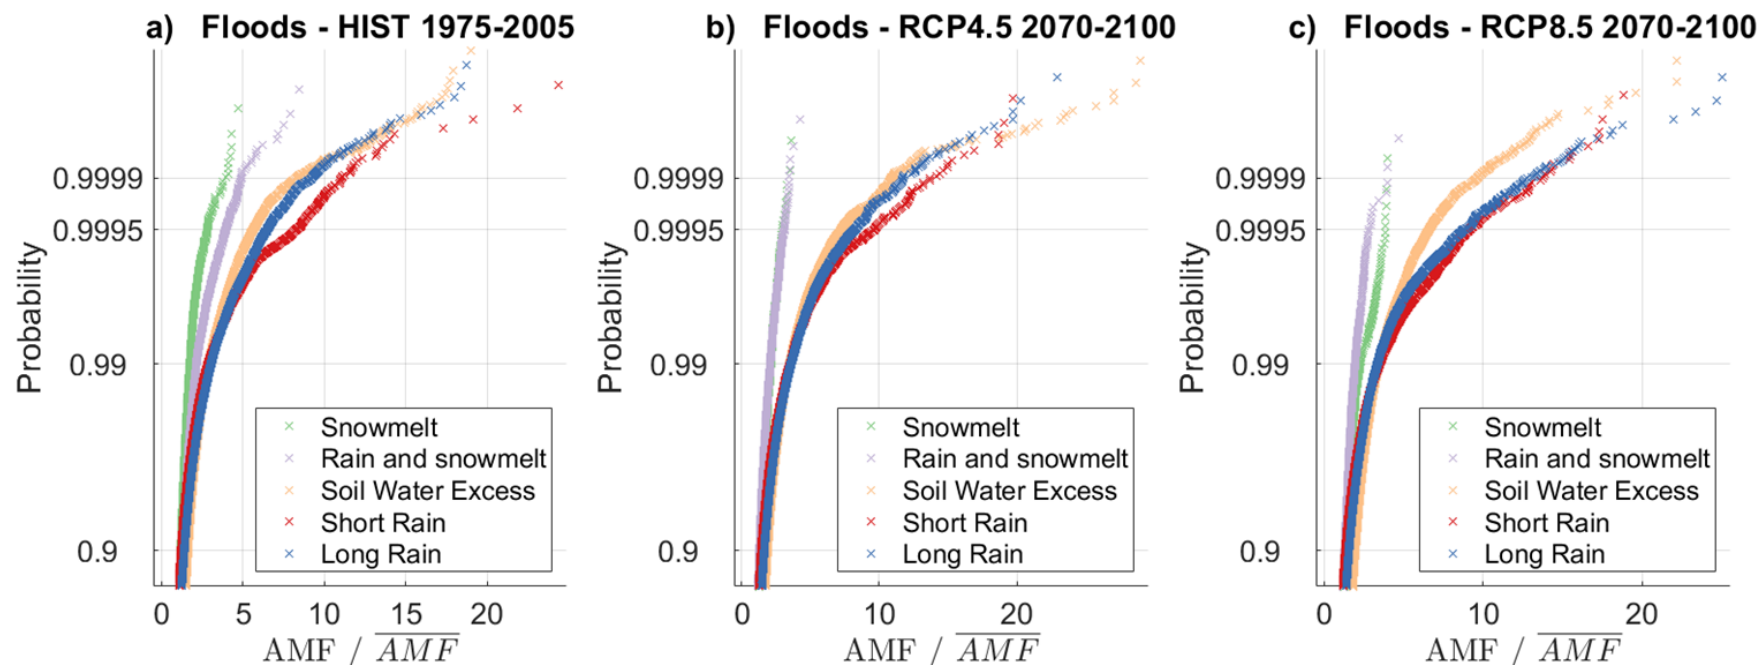 a) Floods - HIST 1975-2005
Probability
0.9999
0.9995
0.99
0.9
Snowmelt
Rain and snowmelt
Soil Water Excess
Short Rain
Long Rain
0 5 10 15 20
AMF / AMF
b) Floods - RCP4.5 2070-2100
Probability
0.9999
0.9995
0.99
0.9
Snowmelt
Rain and snowmelt
Soil Water Excess
Short Rain
Long Rain
0 10 20
AMF / AMF
c) Floods - RCP8.5 2070-2100
Probability
0.9999
0.9995
0.99
0.9
Snowmelt
Rain and snowmelt
Soil Water Excess
Short Rain
Long Rain
0 10 20
AMF / AMF